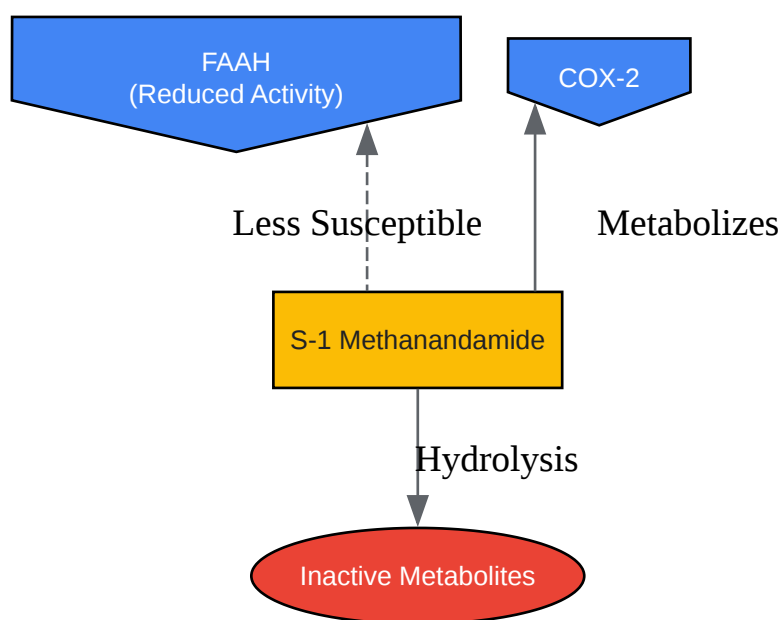 FAAH
(Reduced Activity)
COX-2
Less Susceptible
Metabolizes
S-1 Methanandamide
Hydrolysis
Inactive Metabolites